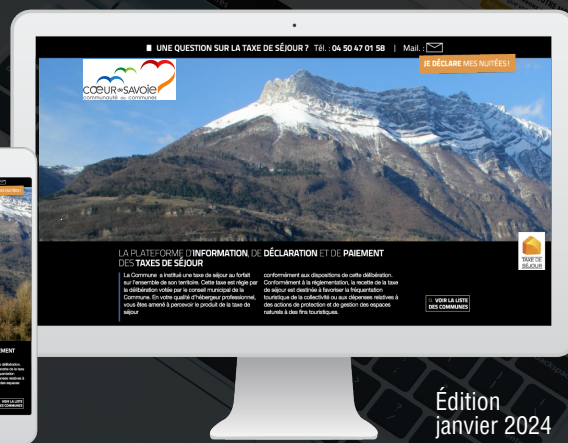 UNE QUESTION SUR LA TAXE DE SÉJOUR ? Tél. : 04 50 47 01 58 | Mail. :
JE DÉCLARE MES NUITÉES !
CŒUR DE SAVOIE
communauté de communes
LA PLATEFORME D'INFORMATION, DE DÉCLARATION ET DE PAIEMENT
DES TAXES DE SÉJOUR
La Commune a institué une taxe de séjour au forfait
sur l'ensemble de son territoire. Cette taxe est régie par
la délibération votée par le conseil municipal de la
Commune. En votre qualité d'hébergeur professionnel,
vous êtes amené à percevoir le produit de la taxe de
séjour
conformément aux dispositions de cette délibération.
Conformément à la réglementation, la recette de la taxe
de séjour est destinée à favoriser la fréquentation
touristique de la collectivité ou aux dépenses relatives à
des actions de protection et de gestion des espaces
naturels à des fins touristiques.
TAXE DE
SÉJOUR
VOIR LA LISTE
DES COMMUNES
Édition
janvier 2024